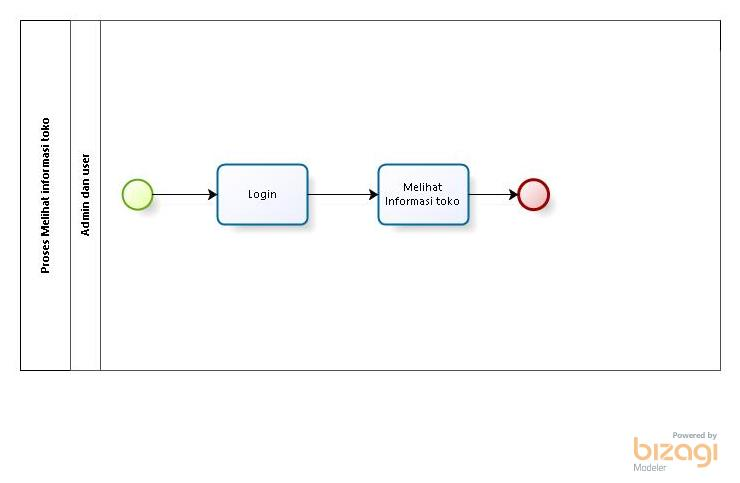 Proses Melihat informasi toko
Admin dan user
Login
Melihat
Informasi toko
Powered by
bizagi
Modeler